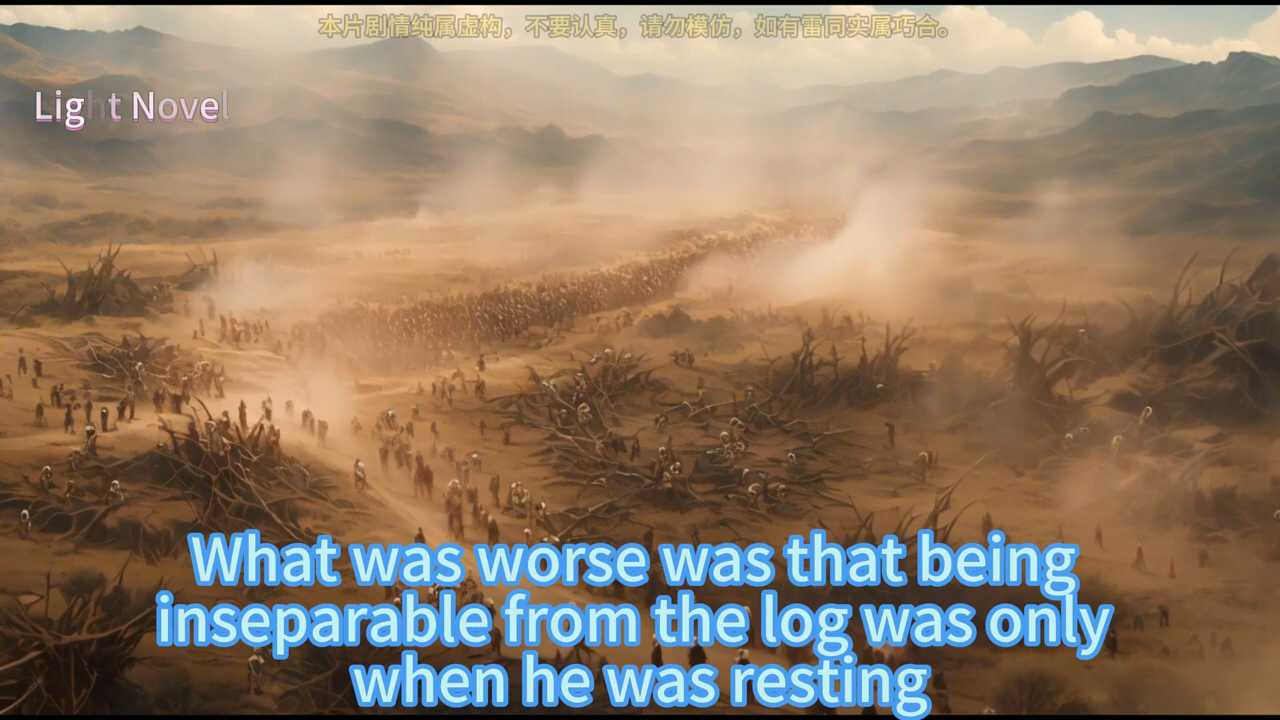 本片剧情纯属虚构，不要认真，请勿模仿，如有雷同实属巧合。
Light Novel
What was worse was that being
inseparable from the log was only
when he was resting